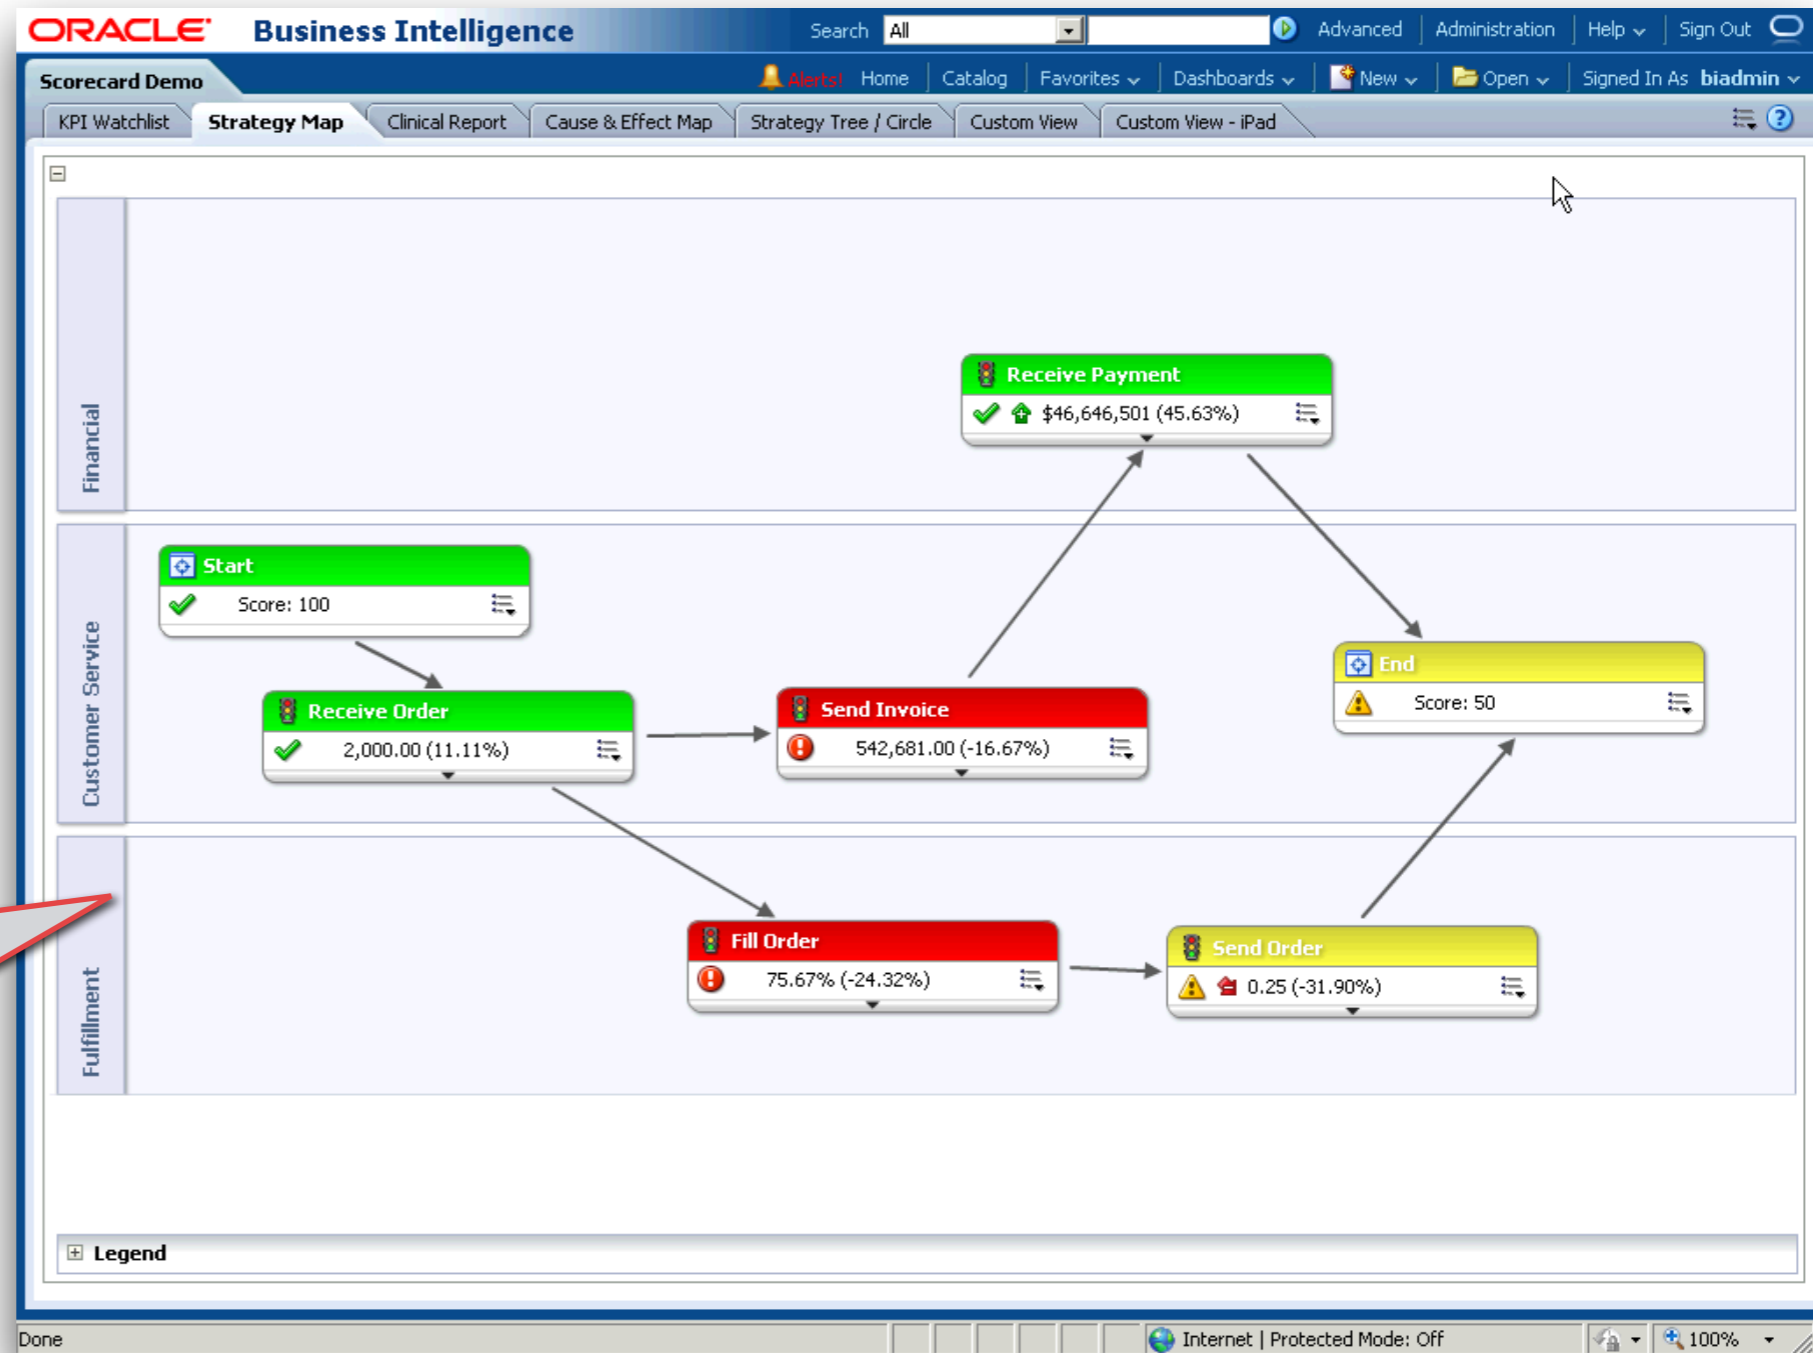 ORACLE Business Intelligence Search All Advanced Administration Help Sign Out
Scorecard Demo Alerts! Home Catalog Favorites Dashboards New Open Signed In As biadmin
KPI Watchlist Strategy Map Clinical Report Cause & Effect Map Strategy Tree / Circle Custom View Custom View - iPad
Financial
Receive Payment
$46,646,501 (45.63%)
Customer Service
Start
Score: 100
Receive Order
2,000.00 (11.11%)
Send Invoice
542,681.00 (-16.67%)
End
Score: 50
Fulfillment
Fill Order
75.67% (-24.32%)
Send Order
0.25 (-31.90%)
Legend
Done Internet | Protected Mode: Off 100%